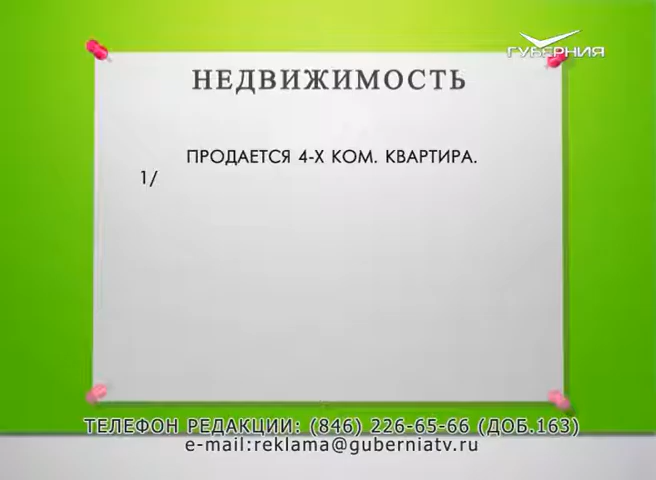 ГУБЕРНИЯ
НЕДВИЖИМОСТЬ
ПРОДАЕТСЯ 4-Х КОМ. КВАРТИРА.
1/
ТЕЛЕФОН РЕДАКЦИИ: (846) 226-65-66 (ДОБ.163)
e-mail:reklama@guberniatv.ru